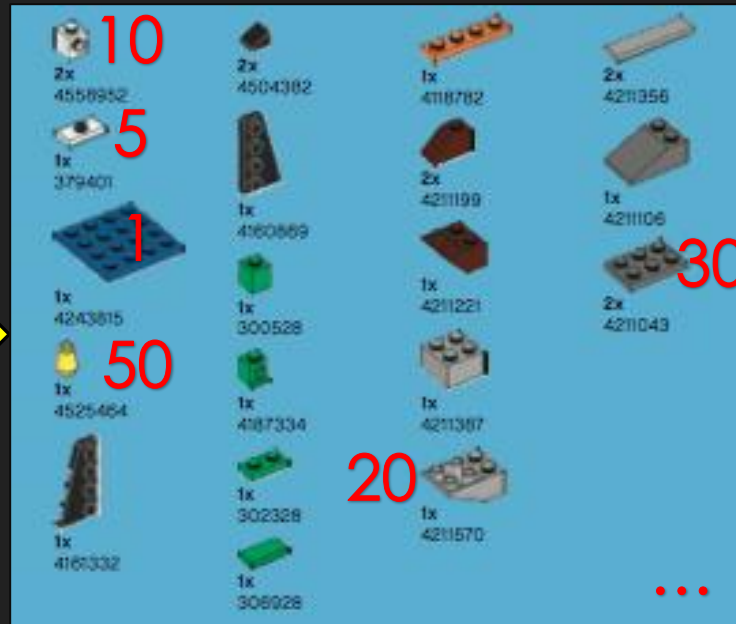 10
2x
4558952
5
1x
379401
1
1x
4243815
50
1x
4525464
1x
4161332
2x
4504382
1x
4160869
1x
300528
1x
4187334
1x
302328
1x
306928
1x
4118782
2x
4211199
1x
4211221
1x
4211387
20
1x
4211570
2x
4211356
1x
4211106
30
2x
4211043
...